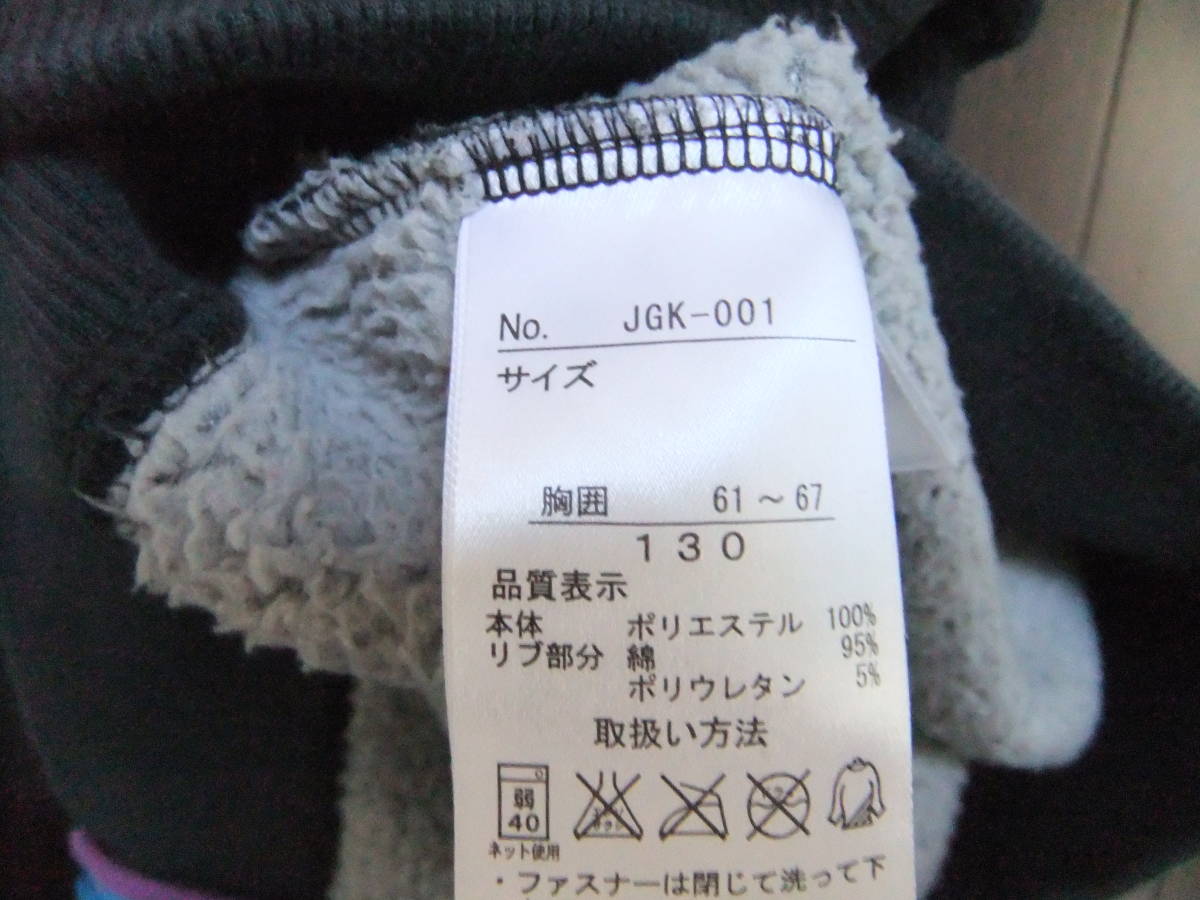 No. JGK-001
サイズ
胸囲 61～67
130
品質表示
本体 ポリエステル 100%
リブ部分 綿 95%
ポリウレタン 5%
取扱い方法
弱
40
ネット使用
・ファスナーは閉じて洗って下